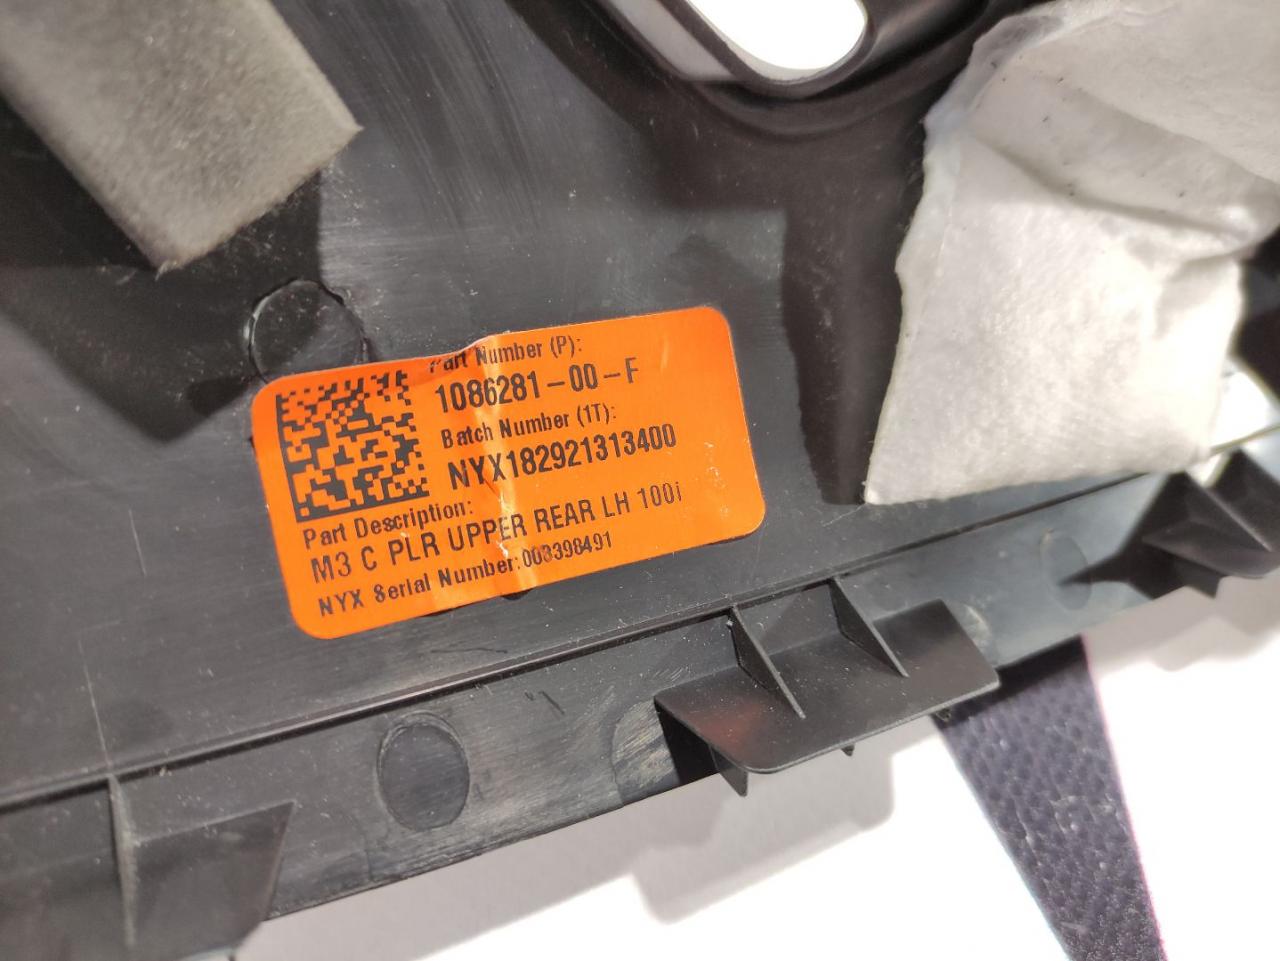 Part Number (P):
1086281-00-F
Batch Number (1T):
NYX182921313400
Part Description:
M3 C PLR UPPER REAR LH 100i
NYX Serial Number:003398491